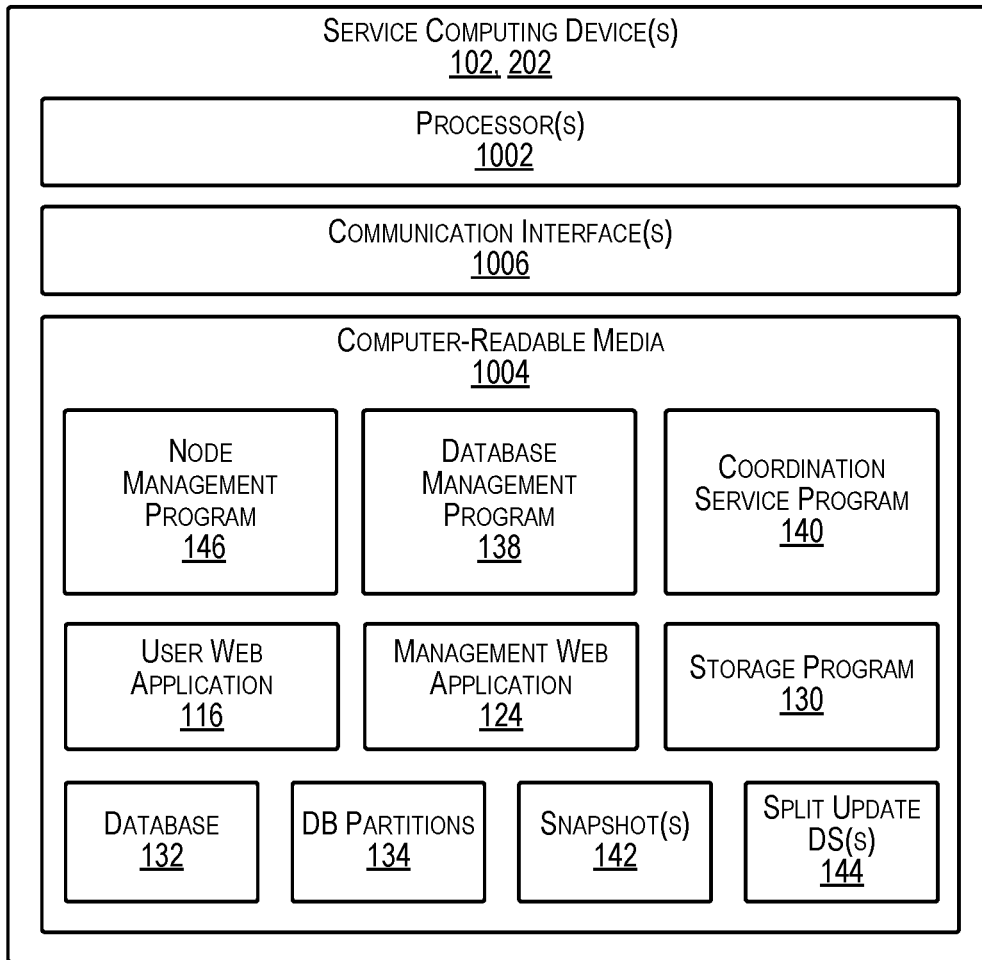 SERVICE COMPUTING DEVICE(S)
102, 202
PROCESSOR(S)
1002
COMMUNICATION INTERFACE(S)
1006
COMPUTER-READABLE MEDIA
1004
NODE
MANAGEMENT
PROGRAM
146
DATABASE
MANAGEMENT
PROGRAM
138
COORDINATION
SERVICE PROGRAM
140
USER WEB
APPLICATION
116
MANAGEMENT WEB
APPLICATION
124
STORAGE PROGRAM
130
DATABASE
132
DB PARTITIONS
134
SNAPSHOT(S)
142
SPLIT UPDATE
DS(S)
144